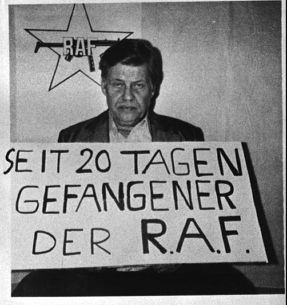 RAF
SEIT 20 TAGEN
GEFANGENER
DER R.A.F.